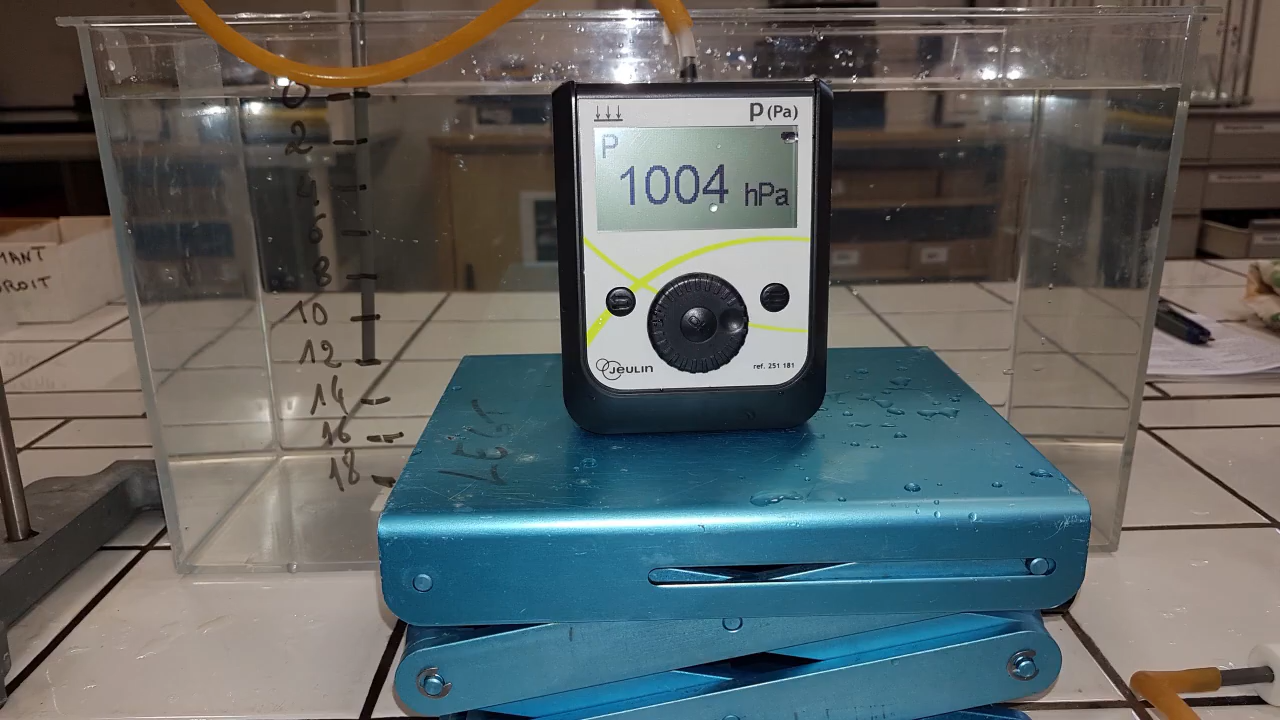 P (Pa)
P
1004 hPa
JEULIN
ref. 251 181
0
2
4
6
8
10
12
14
16
18
MANT
DROIT